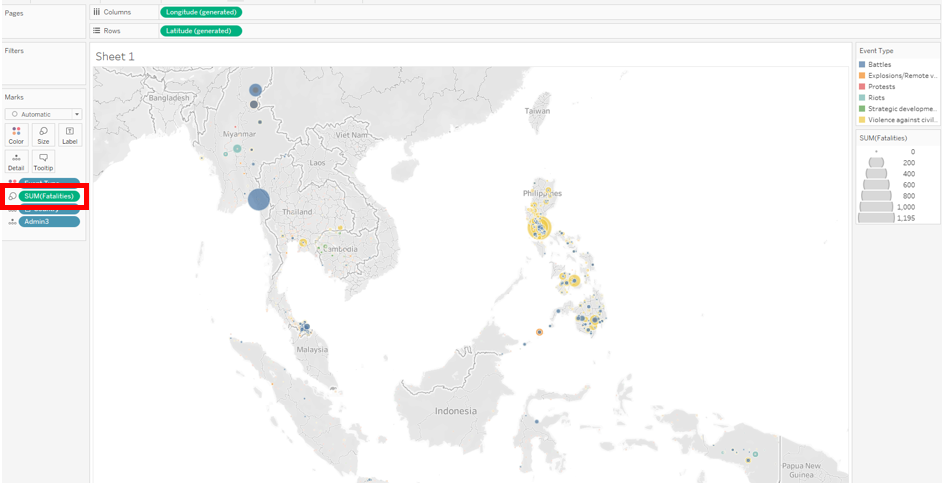 Pages
Columns
Longitude (generated)
Rows
Latitude (generated)
Filters
Marks
Automatic
Color
Size
Label
Detail
Tooltip
SUM(Fatalities)
Admin3
Sheet 1
Bangladesh
Taiwan
Myanmar
Viet Nam
Laos
Philippines
Thailand
Cambodia
Malaysia
Indonesia
Papua New
Guinea
Event Type
Battles
Explosions/Remote v...
Protests
Riots
Strategic developme...
Violence against civil...
SUM(Fatalities)
0
200
400
600
800
1,000
1,195